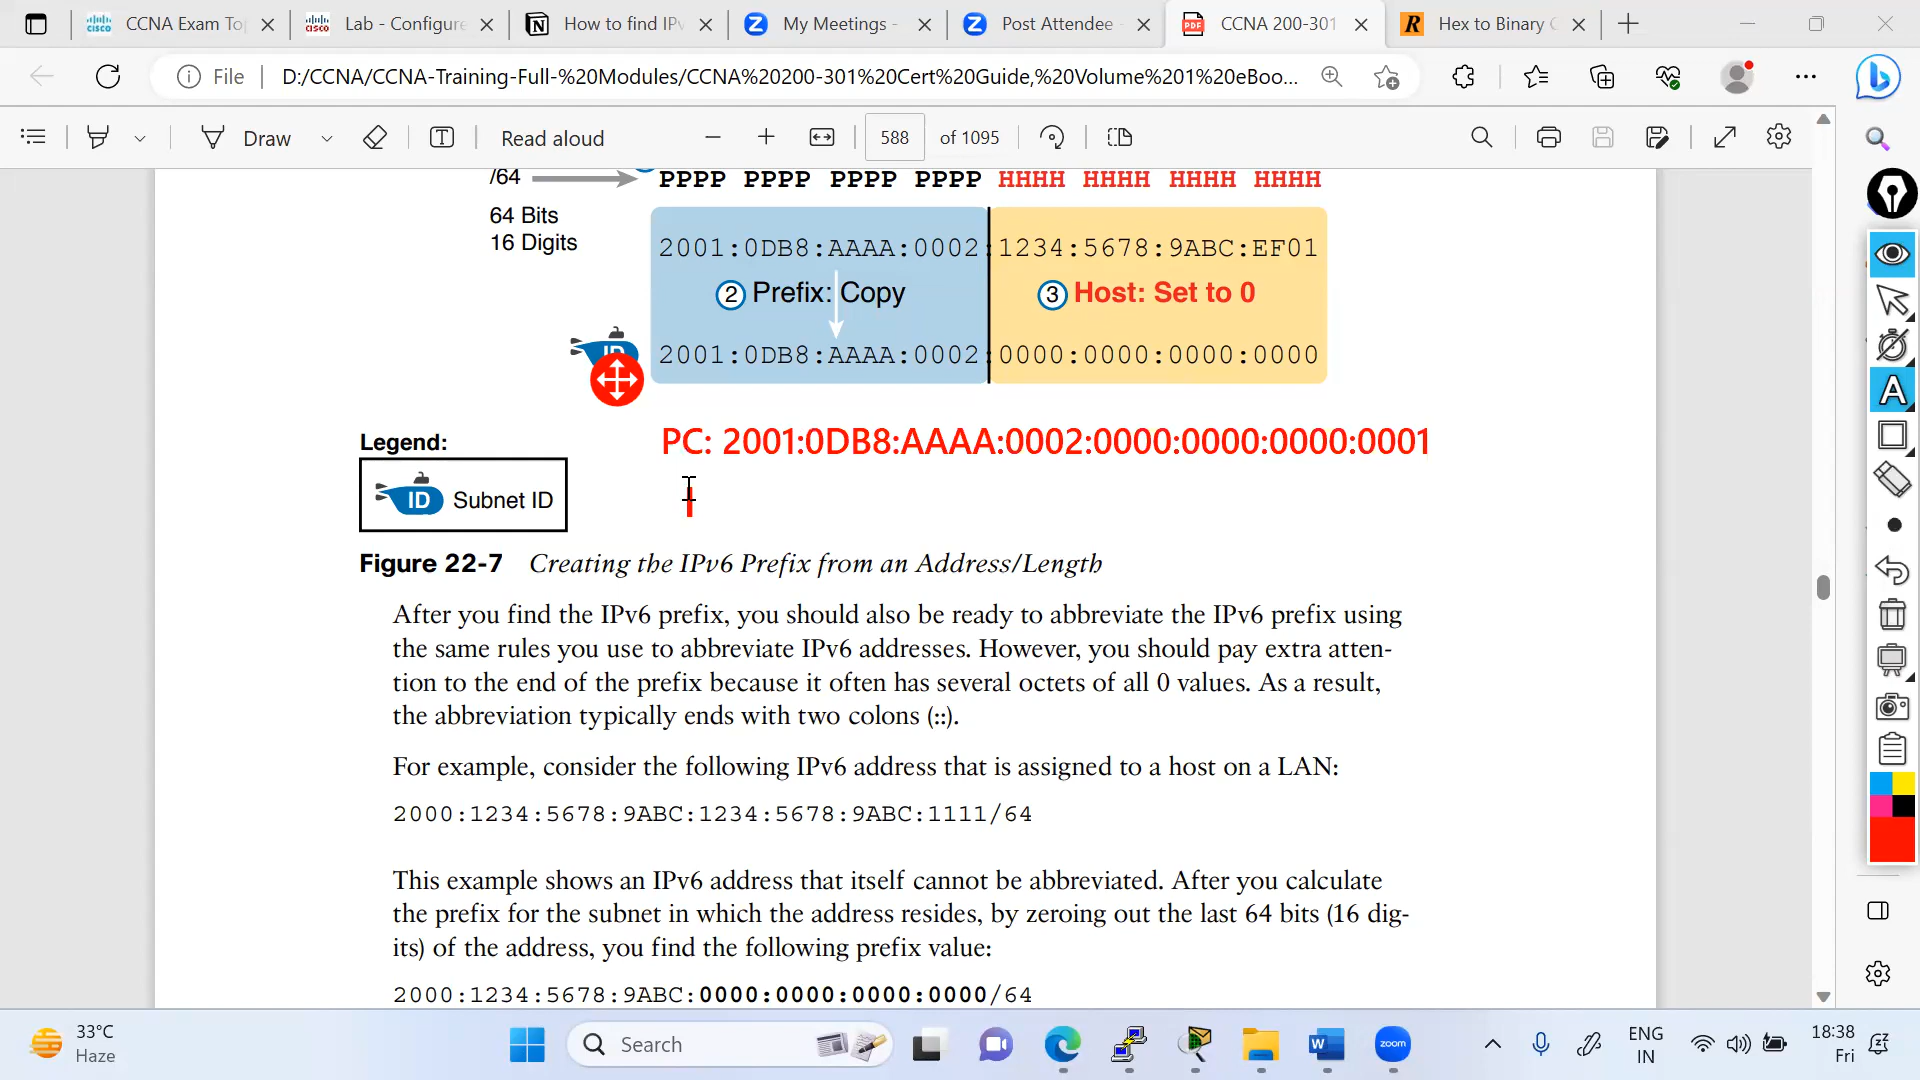 CCNA Exam To
Lab - Configure
How to find IPv
My Meetings -
Post Attendee -
CCNA 200-301
Hex to Binary C
File
D:/CCNA/CCNA-Training-Full-%20Modules/CCNA%20200-301%20Cert%20Guide,%20Volume%201%20eBoo...
Draw
Read aloud
588
of 1095
/64
PPPP PPPP PPPP PPPP HHHH HHHH HHHH HHHH
64 Bits
16 Digits
2001:0DB8:AAAA:0002:1234:5678:9ABC:EF01
2 Prefix: Copy
3 Host: Set to 0
ID
2001:0DB8:AAAA:0002:0000:0000:0000:0000
PC: 2001:0DB8:AAAA:0002:0000:0000:0000:0001
Legend:
ID Subnet ID
Figure 22-7 Creating the IPv6 Prefix from an Address/Length
After you find the IPv6 prefix, you should also be ready to abbreviate the IPv6 prefix using
the same rules you use to abbreviate IPv6 addresses. However, you should pay extra atten-
tion to the end of the prefix because it often has several octets of all 0 values. As a result,
the abbreviation typically ends with two colons (::).
For example, consider the following IPv6 address that is assigned to a host on a LAN:
2000:1234:5678:9ABC:1234:5678:9ABC:1111/64
This example shows an IPv6 address that itself cannot be abbreviated. After you calculate
the prefix for the subnet in which the address resides, by zeroing out the last 64 bits (16 dig-
its) of the address, you find the following prefix value:
2000:1234:5678:9ABC:0000:0000:0000:0000/64
33°C
Haze
Search
zoom
ENG
IN
18:38
Fri